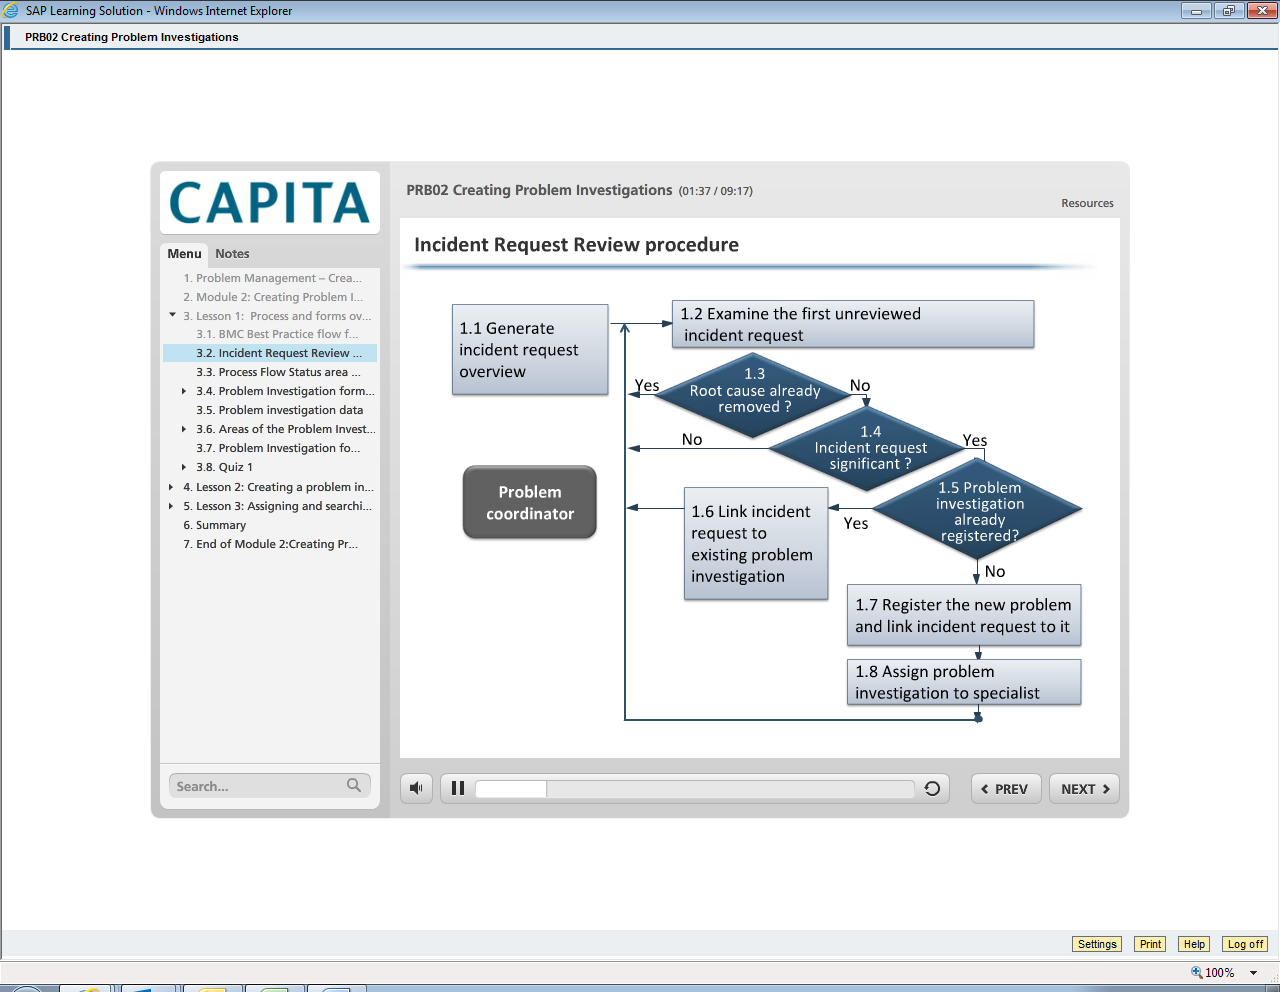 SAP Learning Solution - Windows Internet Explorer
PRB02 Creating Problem Investigations
CAPITA
PRB02 Creating Problem Investigations (01:37 / 09:17)
Resources
Menu Notes
1. Problem Management – Crea...
2. Module 2: Creating Problem I...
3. Lesson 1: Process and forms ov...
3.1. BMC Best Practice flow f...
3.2. Incident Request Review ...
3.3. Process Flow Status area ...
3.4. Problem Investigation form...
3.5. Problem investigation data
3.6. Areas of the Problem Invest...
3.7. Problem Investigation fo...
3.8. Quiz 1
4. Lesson 2: Creating a problem in...
5. Lesson 3: Assigning and searchi...
6. Summary
7. End of Module 2:Creating Pr...
Search...
Incident Request Review procedure
1.1 Generate
incident request
overview
1.2 Examine the first unreviewed
incident request
1.3
Root cause already
removed ?
Yes
No
1.4
Incident request
significant ?
No
Yes
1.5 Problem
investigation
already
registered?
Yes
No
1.6 Link incident
request to
existing problem
investigation
Problem
coordinator
1.7 Register the new problem
and link incident request to it
1.8 Assign problem
investigation to specialist
PREV
NEXT
Settings Print Help Log off
100%